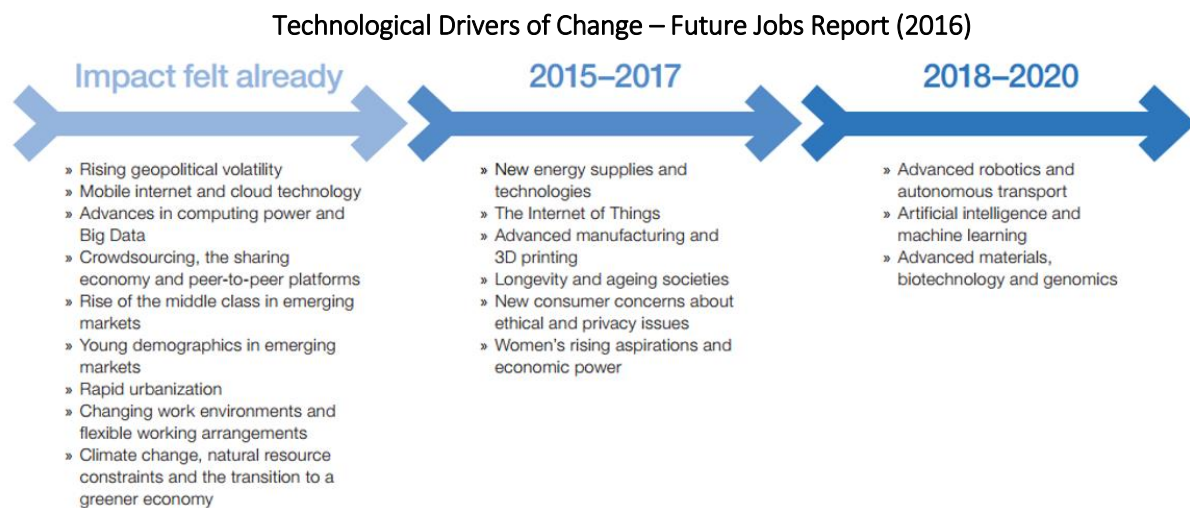 Technological Drivers of Change – Future Jobs Report (2016)
Impact felt already
» Rising geopolitical volatility
» Mobile internet and cloud technology
» Advances in computing power and
Big Data
» Crowdsourcing, the sharing
economy and peer-to-peer platforms
» Rise of the middle class in emerging
markets
» Young demographics in emerging
markets
» Rapid urbanization
» Changing work environments and
flexible working arrangements
» Climate change, natural resource
constraints and the transition to a
greener economy
2015–2017
» New energy supplies and
technologies
» The Internet of Things
» Advanced manufacturing and
3D printing
» Longevity and ageing societies
» New consumer concerns about
ethical and privacy issues
» Women's rising aspirations and
economic power
2018–2020
» Advanced robotics and
autonomous transport
» Artificial intelligence and
machine learning
» Advanced materials,
biotechnology and genomics